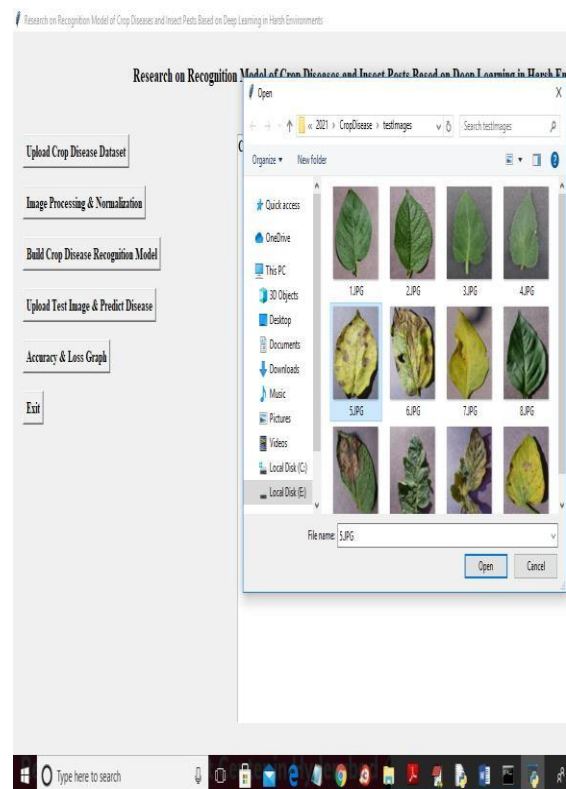 Research on Recognition Model of Crop Diseases and Insect Pests Based on Deep Learning in Harsh Environments
Research on Recognition Model of Crop Diseases and Insect Pests Based on Deep Learning in Harsh En
Upload Crop Disease Dataset
Image Processing & Normalization
Build Crop Disease Recognition Model
Upload Test Image & Predict Disease
Accuracy & Loss Graph
Exit
Open
« 2021 > CropDisease > testImages
Search testImages
Organize
New folder
Quick access
OneDrive
This PC
3D Objects
Desktop
Documents
Downloads
Music
Pictures
Videos
Local Disk (C:)
Local Disk (E:)
1.JPG
2.JPG
3.JPG
4.JPG
5.JPG
6.JPG
7.JPG
8.JPG
File name: 5.JPG
Open
Cancel
Type here to search